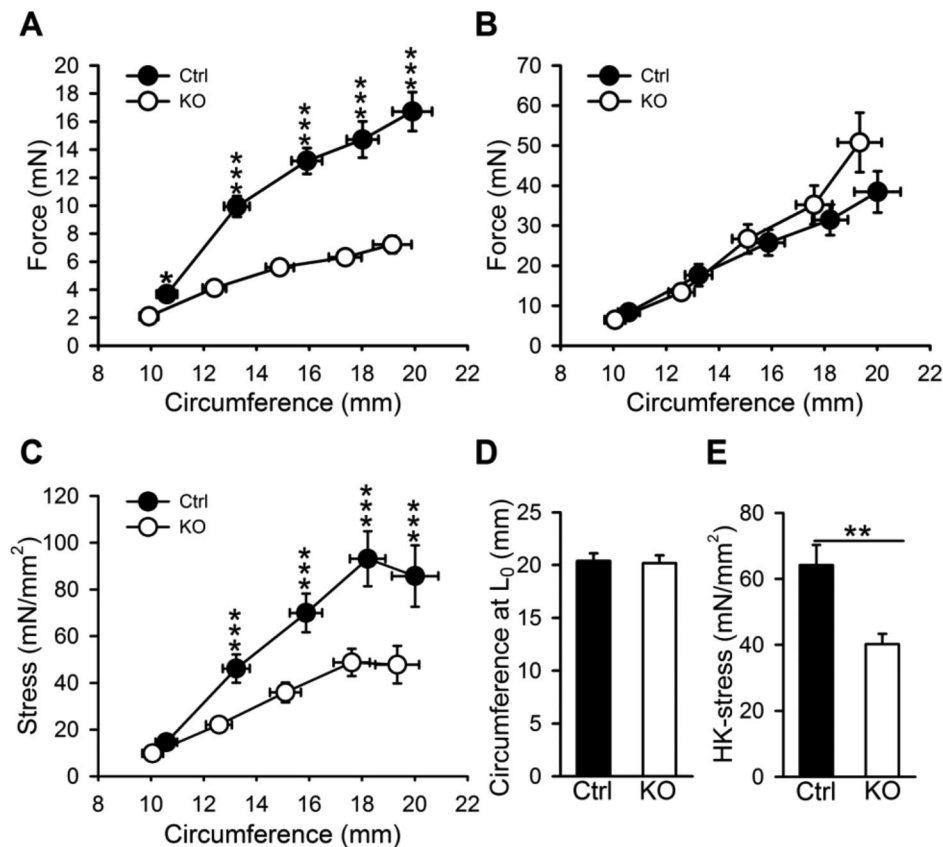 A
Force (mN)
20
18
16
14
12
10
8
6
4
2
0
Ctrl
KO
*
***
***
***
***
8 10 12 14 16 18 20 22
Circumference (mm)
B
Force (mN)
70
60
50
40
30
20
10
0
Ctrl
KO
8 10 12 14 16 18 20 22
Circumference (mm)
C
Stress (mN/mm²)
120
100
80
60
40
20
0
Ctrl
KO
***
***
***
***
8 10 12 14 16 18 20 22
Circumference (mm)
D
Circumference at L₀ (mm)
25
20
15
10
5
0
Ctrl KO
E
HK-stress (mN/mm²)
80
60
40
20
0
**
Ctrl KO